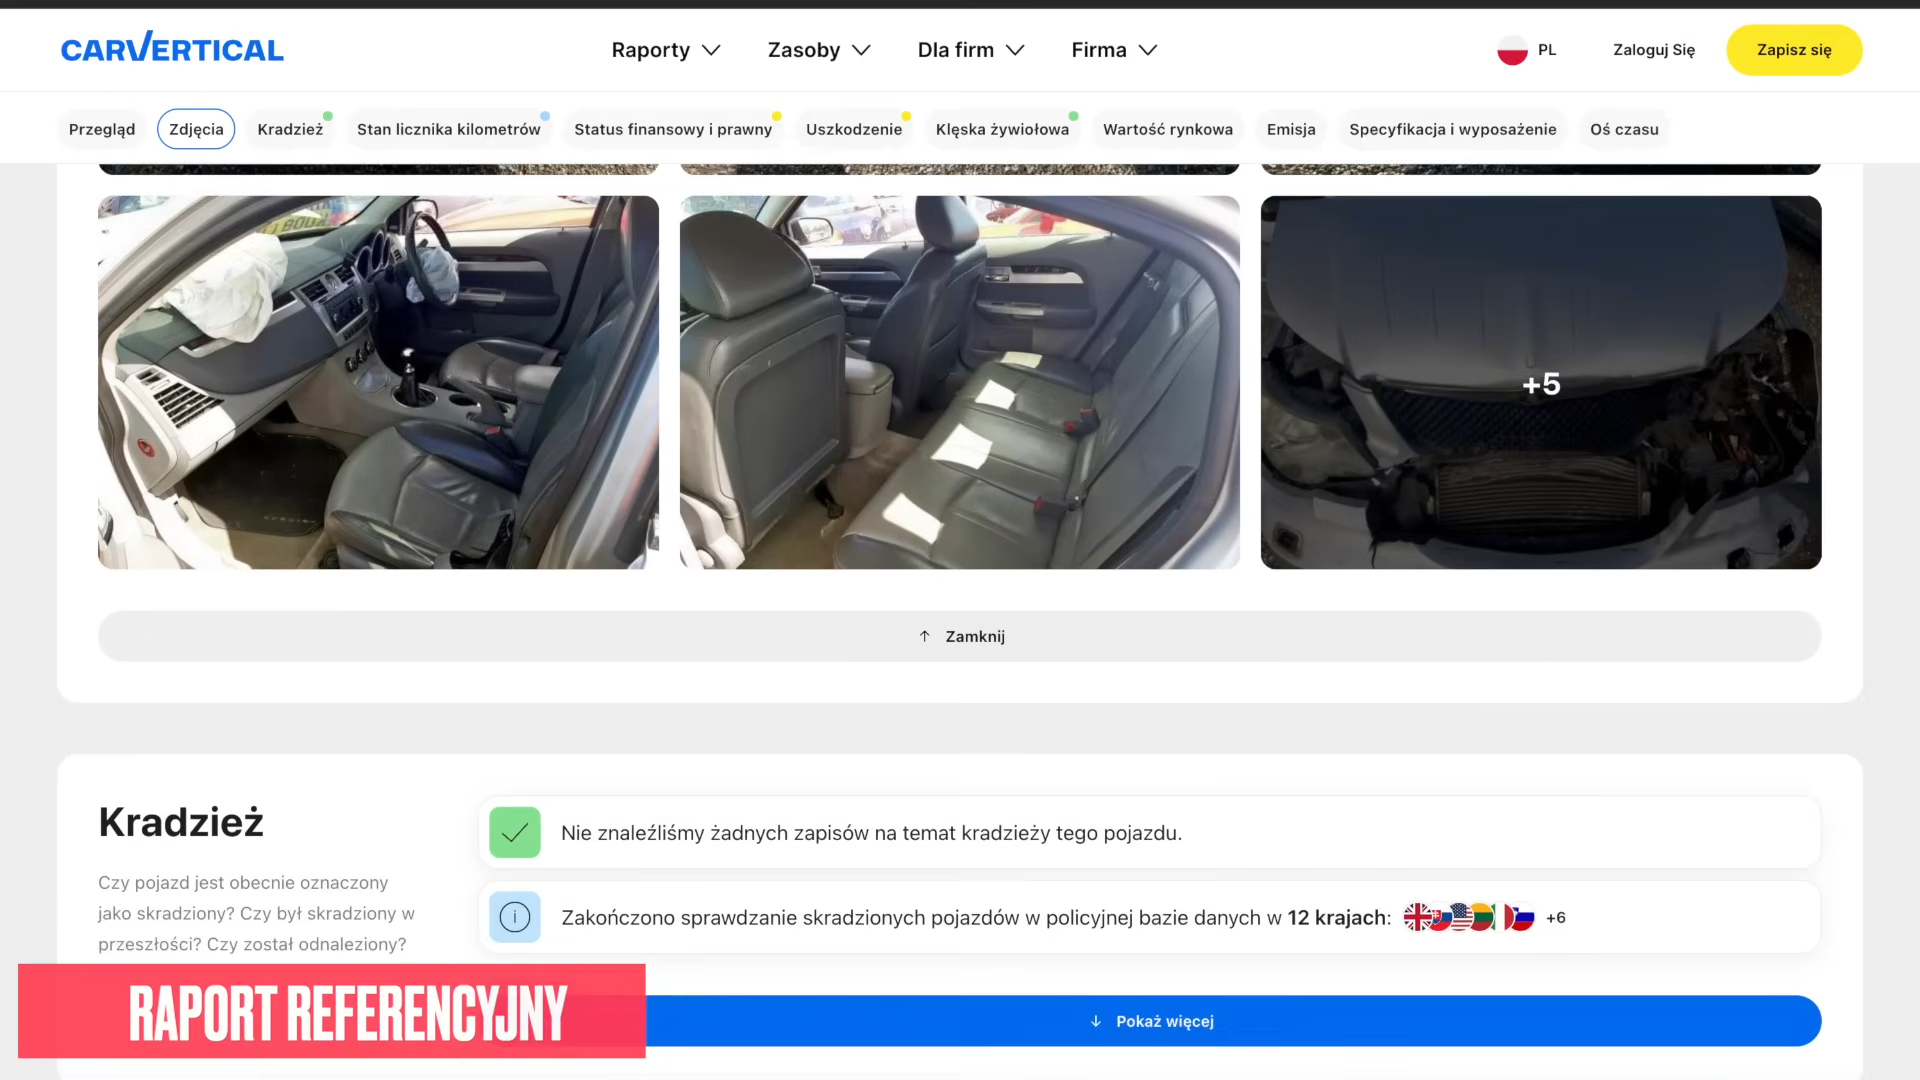 CARVERTICAL
Raporty Zasoby Dla firm Firma
PL Zaloguj Się Zapisz się
Przegląd Zdjęcia Kradzież Stan licznika kilometrów Status finansowy i prawny Uszkodzenie Klęska żywiołowa Wartość rynkowa Emisja Specyfikacja i wyposażenie Oś czasu
+5
Zamknij
Kradzież
Czy pojazd jest obecnie oznaczony
jako skradziony? Czy był skradziony w
przeszłości? Czy został odnaleziony?
Nie znaleźliśmy żadnych zapisów na temat kradzieży tego pojazdu.
Zakończono sprawdzanie skradzionych pojazdów w policyjnej bazie danych w 12 krajach: +6
Pokaż więcej
RAPORT REFERENCYJNY